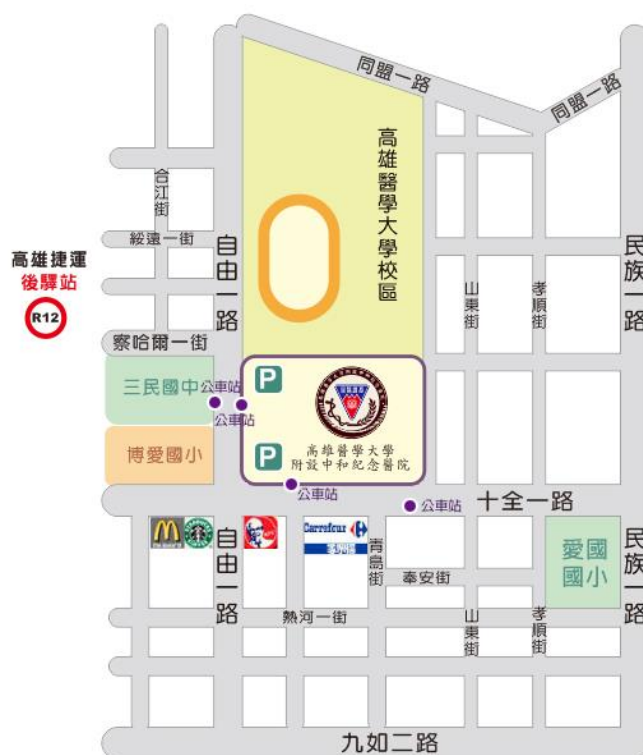 同盟一路
同盟一路
高雄醫學大學校區
合江街
綏遠一街
自由一路
民族一路
高雄捷運
後驛站
R12
山東街
孝順街
察哈爾一街
三民國中
公車站
公車站
P
P
博愛國小
高雄醫學大學
附設中和紀念醫院
公車站
公車站
十全一路
自由一路
Carrefour
青島街
奉安街
愛國
國小
民族一路
熱河一街
山東街
孝順街
九如二路